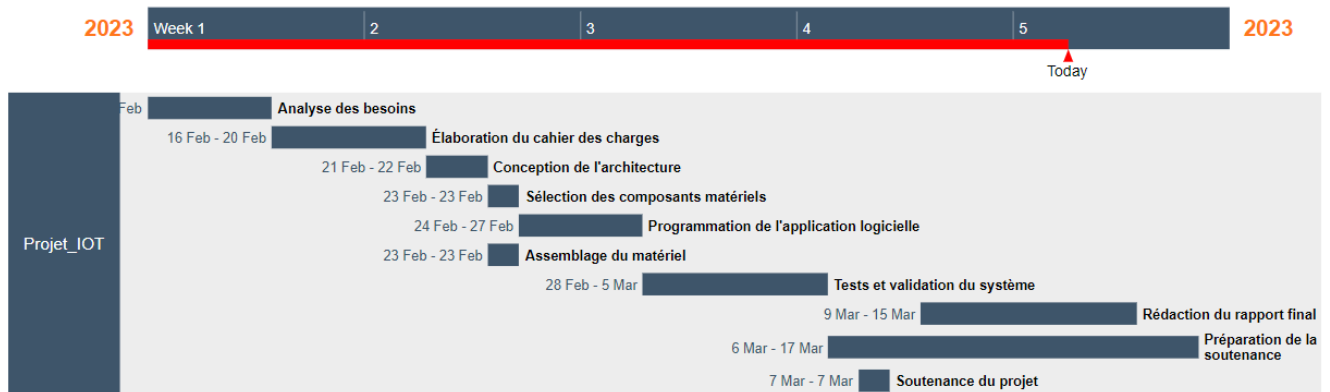 2023 Week 1 2 3 4 5 2023
Today
Feb Analyse des besoins
16 Feb - 20 Feb Élaboration du cahier des charges
21 Feb - 22 Feb Conception de l'architecture
23 Feb - 23 Feb Sélection des composants matériels
24 Feb - 27 Feb Programmation de l'application logicielle
Projet_IOT
23 Feb - 23 Feb Assemblage du matériel
28 Feb - 5 Mar Tests et validation du système
9 Mar - 15 Mar Rédaction du rapport final
6 Mar - 17 Mar Préparation de la
soutenance
7 Mar - 7 Mar Soutenance du projet